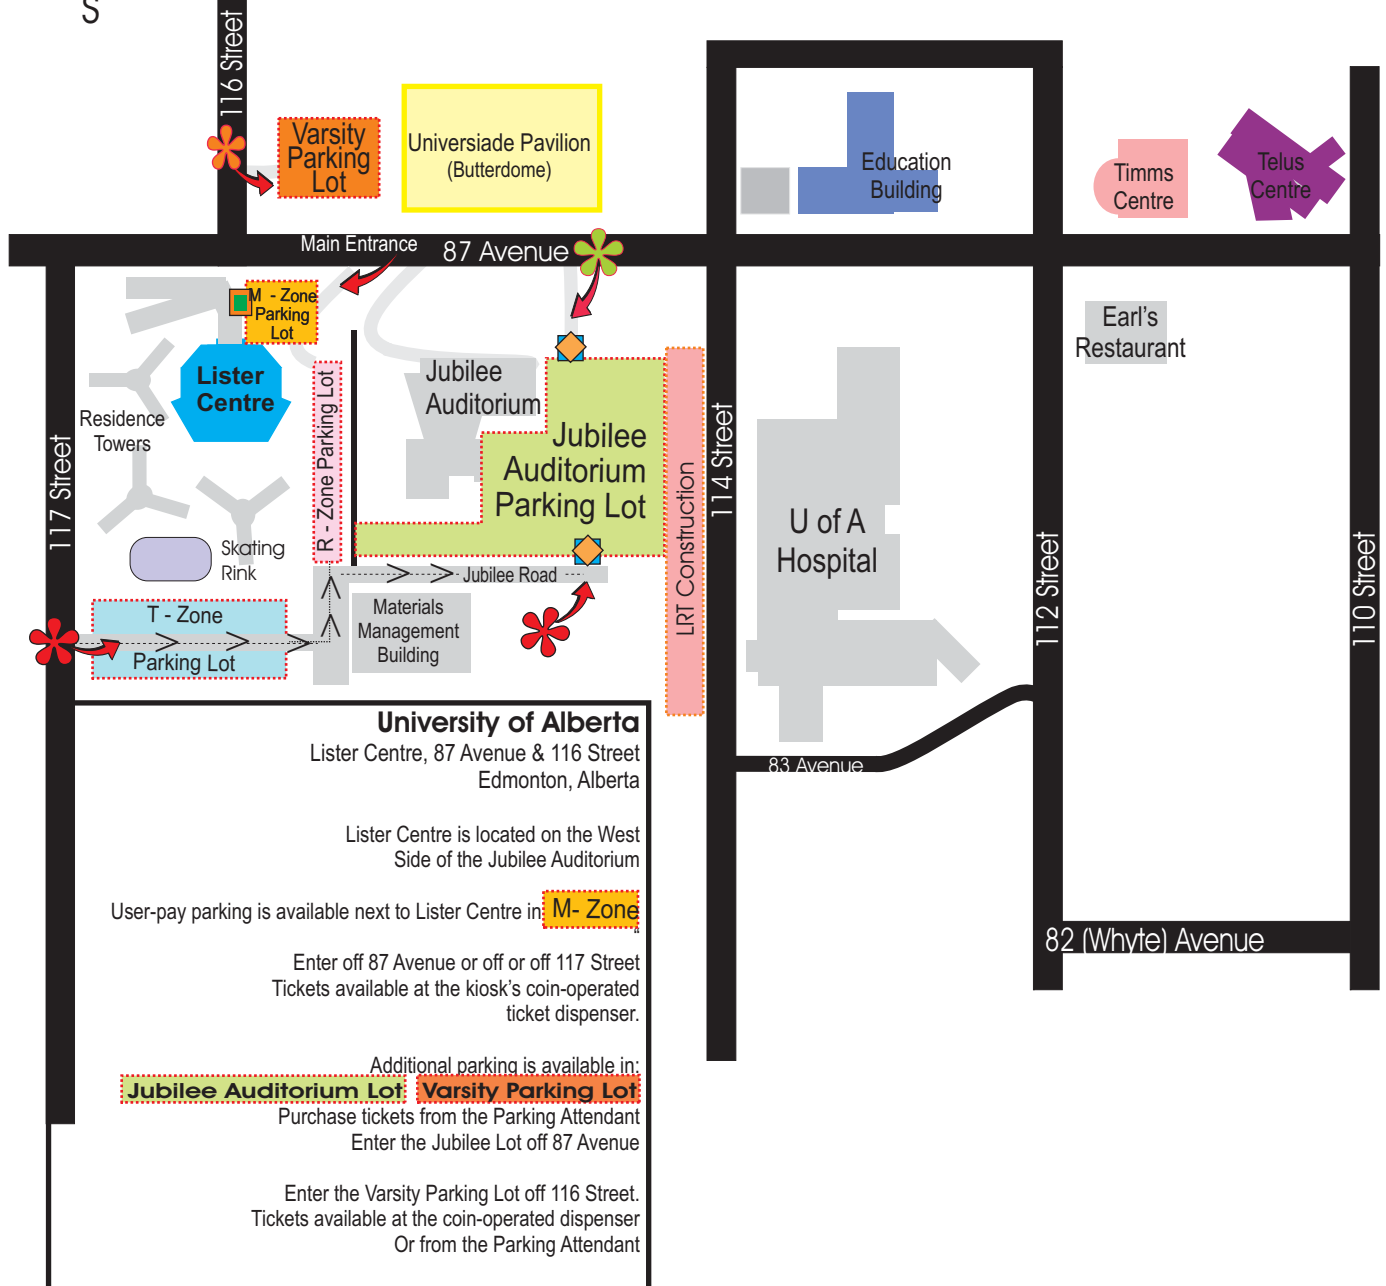 S
116 Street
Varsity
Parking
Lot
Universiade Pavilion
(Butterdome)
Education
Building
Timms
Centre
Telus
Centre
Main Entrance
87 Avenue
M - Zone
Parking
Lot
Lister
Centre
Residence
Towers
117 Street
R - Zone Parking Lot
Jubilee
Auditorium
Jubilee
Auditorium
Parking Lot
LRT Construction
114 Street
U of A
Hospital
Earl's
Restaurant
112 Street
110 Street
Skating
Rink
Jubilee Road
T - Zone
Parking Lot
Materials
Management
Building
83 Avenue
82 (Whyte) Avenue
University of Alberta
Lister Centre, 87 Avenue & 116 Street
Edmonton, Alberta
Lister Centre is located on the West
Side of the Jubilee Auditorium
User-pay parking is available next to Lister Centre in M- Zone
Enter off 87 Avenue or off or off 117 Street
Tickets available at the kiosk's coin-operated
ticket dispenser.
Additional parking is available in:
Jubilee Auditorium Lot Varsity Parking Lot
Purchase tickets from the Parking Attendant
Enter the Jubilee Lot off 87 Avenue
Enter the Varsity Parking Lot off 116 Street.
Tickets available at the coin-operated dispenser
Or from the Parking Attendant